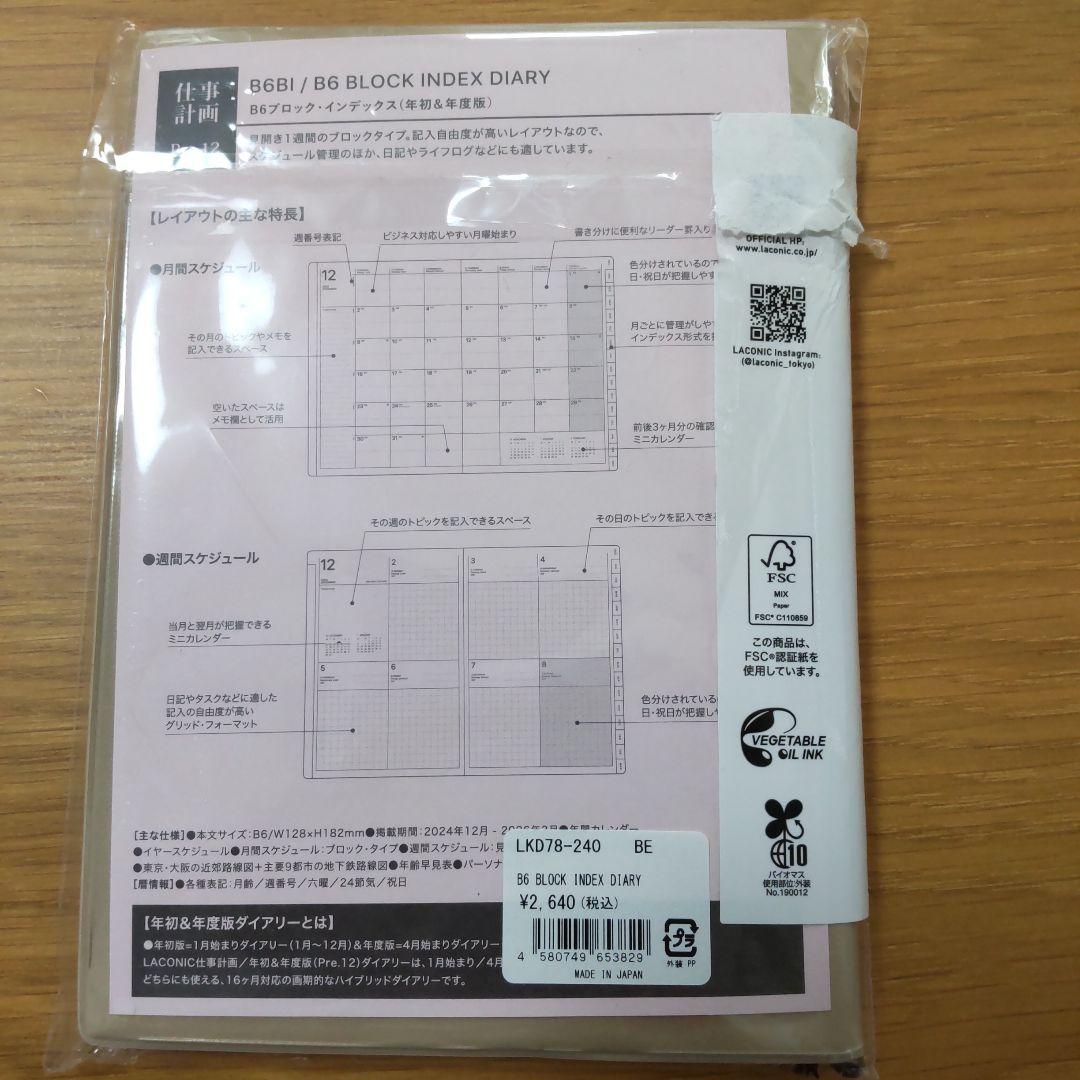 仕事
計画
Pre.12
B6BI / B6 BLOCK INDEX DIARY
B6ブロック・インデックス（年初&年度版）
見開き1週間のブロックタイプ。記入自由度が高いレイアウトなので、
スケジュール管理のほか、日記やライフログなどにも適しています。
【レイアウトの主な特長】
週番号表記
ビジネス対応しやすい月曜始まり
書き分けに便利なリーダー罫入り
●月間スケジュール
色分けされているので
日・祝日が把握しやす
その月のトピックやメモを
記入できるスペース
月ごとに管理がしやす
インデックス形式を
空いたスペースは
メモ欄として活用
前後3ヶ月分の確認
ミニカレンダー
12
その週のトピックを記入できるスペース
その日のトピックを記入でき
●週間スケジュール
12
2
3
4
当月と翌月が把握できる
ミニカレンダー
5
6
7
8
日記やタスクなどに適した
記入の自由度が高い
グリッド・フォーマット
色分けされている
日・祝日が把握し
[主な仕様]●本文サイズ:B6/W128×H182mm●掲載期間:2024年12月 -
●イヤースケジュール●月間スケジュール:ブロック・タイプ●週間スケジュール:見
●東京・大阪の近郊路線図+主要9都市の地下鉄路線図●年齢早見表●パーソナ
[暦情報]●各種表記:月齢/週番号/六曜/24節気/祝日
【年初&年度版ダイアリーとは】
●年初版=1月始まりダイアリー(1月〜12月)&年度版=4月始まりダイアリー
LACONIC仕事計画/年初&年度版(Pre.12)ダイアリーは、1月始まり/4月
どちらにも使える、16ヶ月対応の画期的なハイブリッドダイアリーです。
OFFICIAL HP:
www.laconic.co.jp/
LACONIC Instagram:
(@laconic_tokyo)
FSC
MIX
Paper
FSC® C110859
この商品は、
FSC®認証紙を
使用しています。
VEGETABLE
OIL INK
10
バイオマス
使用部位:外装
No.190012
LKD78-240 BE
B6 BLOCK INDEX DIARY
¥2,640(税込)
4 580749 653829
プラ
外装 PP
MADE IN JAPAN